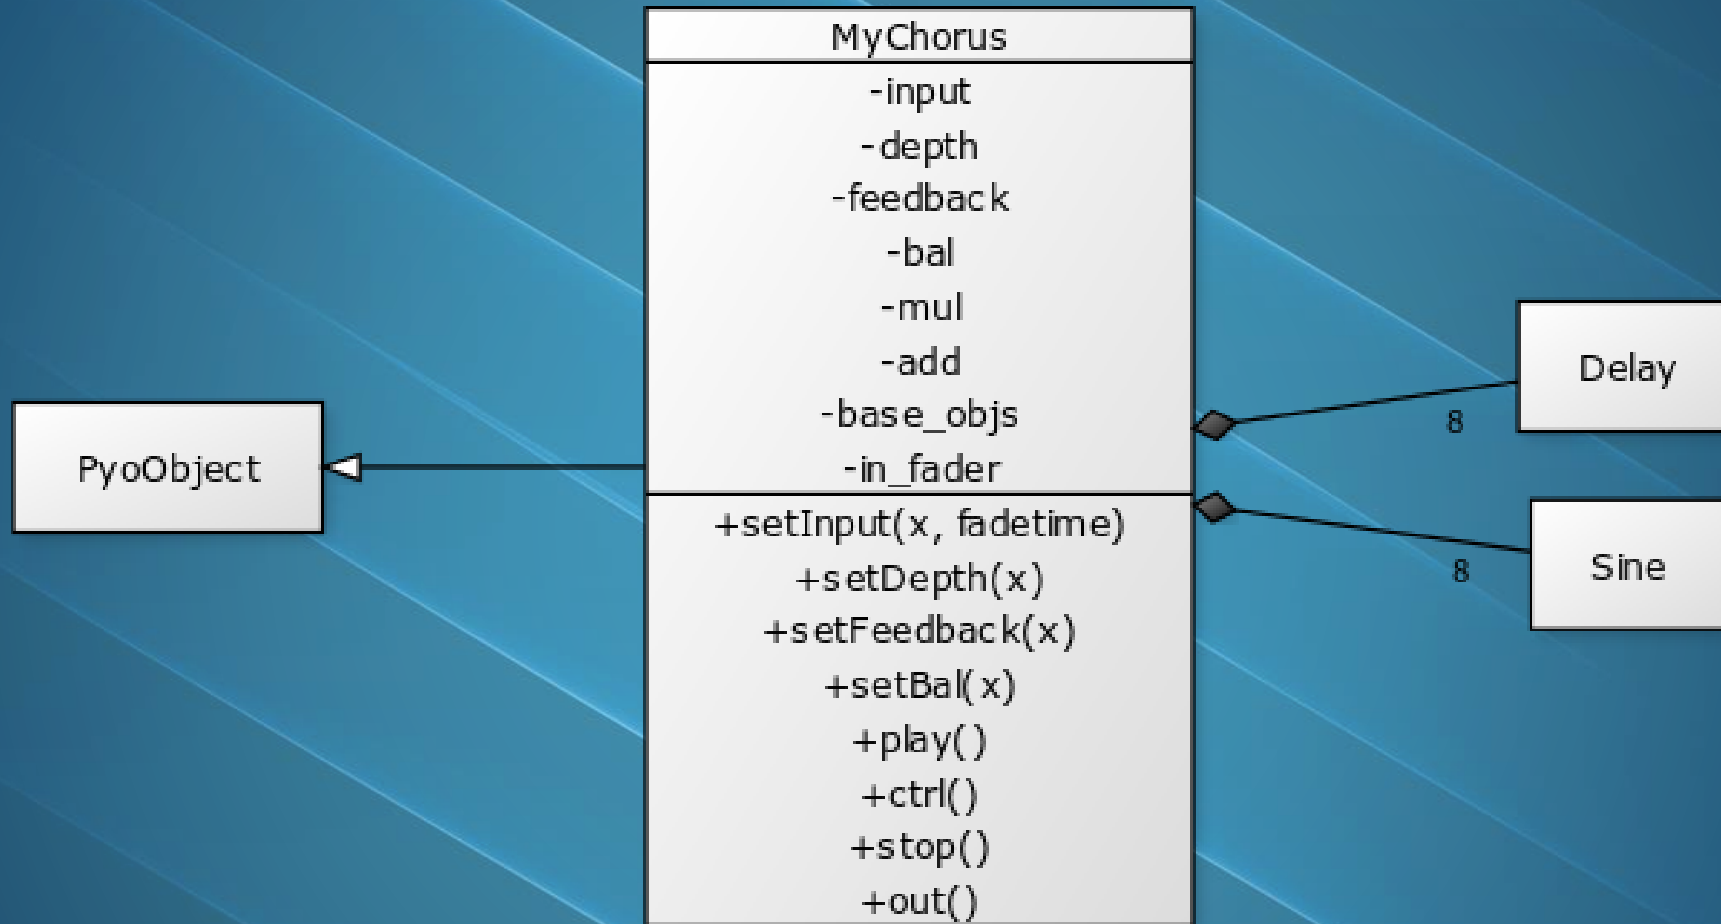 MyChorus
-input
-depth
-feedback
-bal
-mul
-add
-base_objs
-in_fader
+setInput(x, fadetime)
+setDepth(x)
+setFeedback(x)
+setBal(x)
+play()
+ctrl()
+stop()
+out()
PyoObject
Delay
8
Sine
8